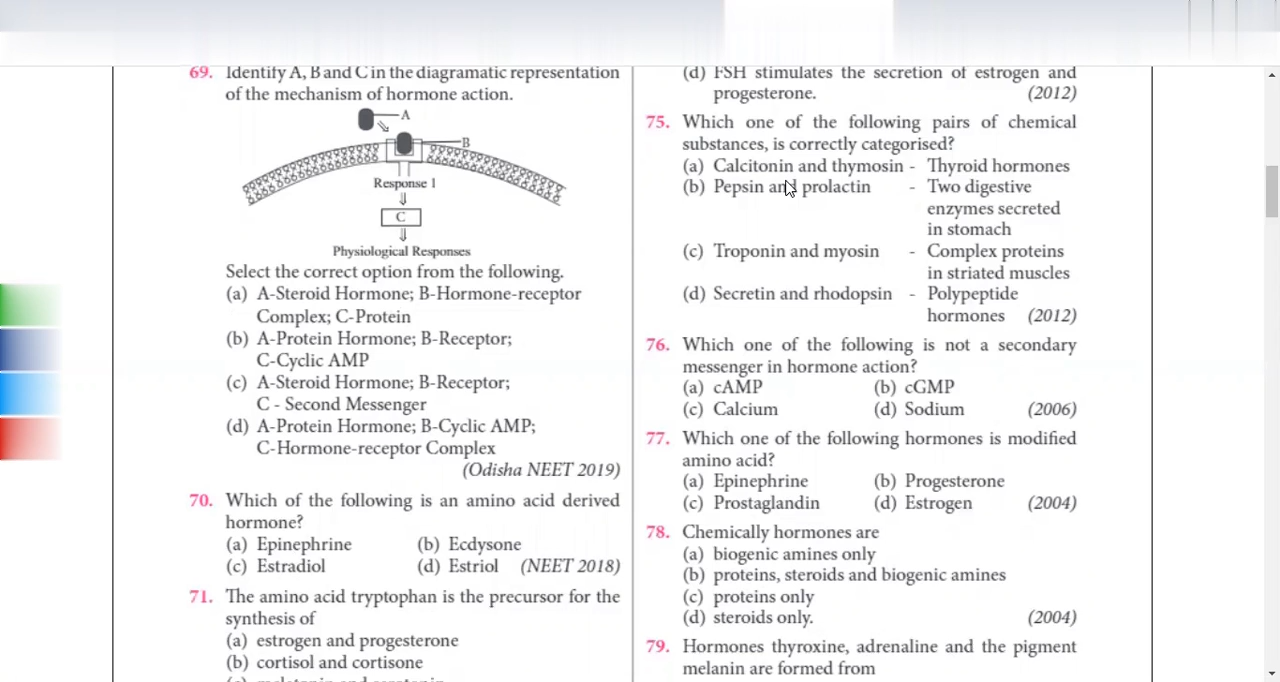 69. Identify A, B and C in the diagramatic representation
of the mechanism of hormone action.
A
B
Response 1
C
Physiological Responses
Select the correct option from the following.
(a) A-Steroid Hormone; B-Hormone-receptor
Complex; C-Protein
(b) A-Protein Hormone; B-Receptor;
C-Cyclic AMP
(c) A-Steroid Hormone; B-Receptor;
C - Second Messenger
(d) A-Protein Hormone; B-Cyclic AMP;
C-Hormone-receptor Complex
(Odisha NEET 2019)
70. Which of the following is an amino acid derived
hormone?
(a) Epinephrine (b) Ecdysone
(c) Estradiol (d) Estriol (NEET 2018)
71. The amino acid tryptophan is the precursor for the
synthesis of
(a) estrogen and progesterone
(b) cortisol and cortisone
(d) FSH stimulates the secretion of estrogen and
progesterone. (2012)
75. Which one of the following pairs of chemical
substances, is correctly categorised?
(a) Calcitonin and thymosin - Thyroid hormones
(b) Pepsin and prolactin - Two digestive
enzymes secreted
in stomach
(c) Troponin and myosin - Complex proteins
in striated muscles
(d) Secretin and rhodopsin - Polypeptide
hormones (2012)
76. Which one of the following is not a secondary
messenger in hormone action?
(a) cAMP (b) cGMP
(c) Calcium (d) Sodium (2006)
77. Which one of the following hormones is modified
amino acid?
(a) Epinephrine (b) Progesterone
(c) Prostaglandin (d) Estrogen (2004)
78. Chemically hormones are
(a) biogenic amines only
(b) proteins, steroids and biogenic amines
(c) proteins only
(d) steroids only. (2004)
79. Hormones thyroxine, adrenaline and the pigment
melanin are formed from